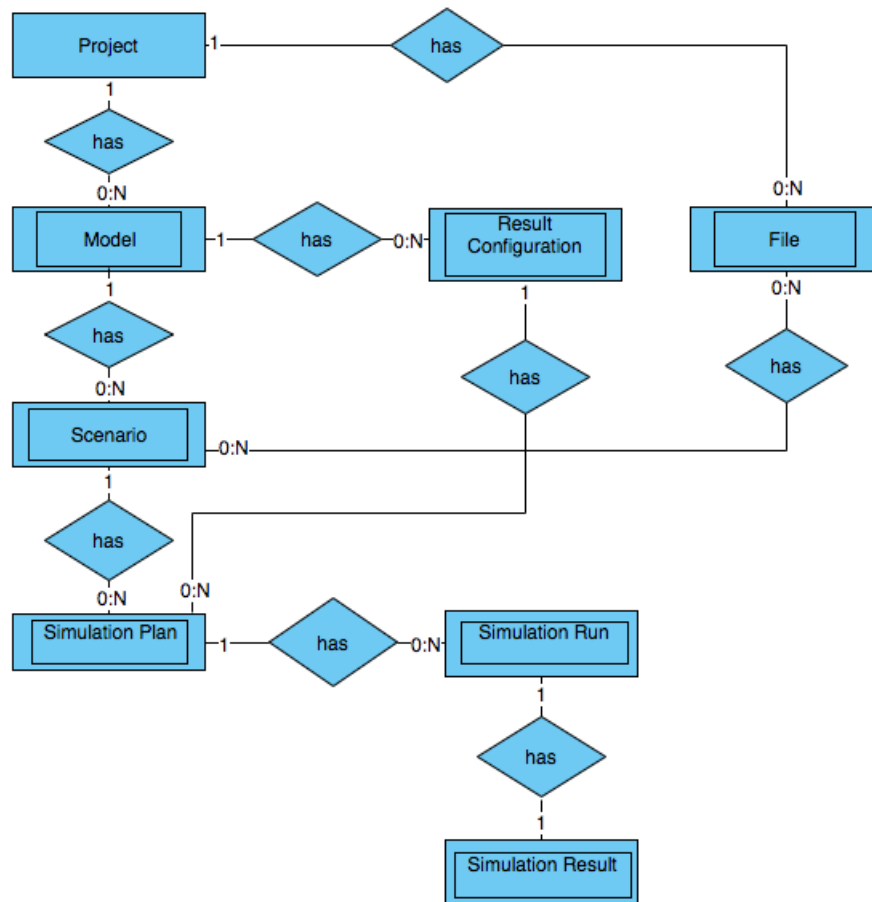 Project
1
has
1
has
0:N
0:N
Model
1
has
0:N
Result
Configuration
File
1
1
0:N
has
has
has
0:N
Scenario
0:N
1
has
0:N
0:N
Simulation Plan
1
has
0:N
Simulation Run
1
has
1
Simulation Result